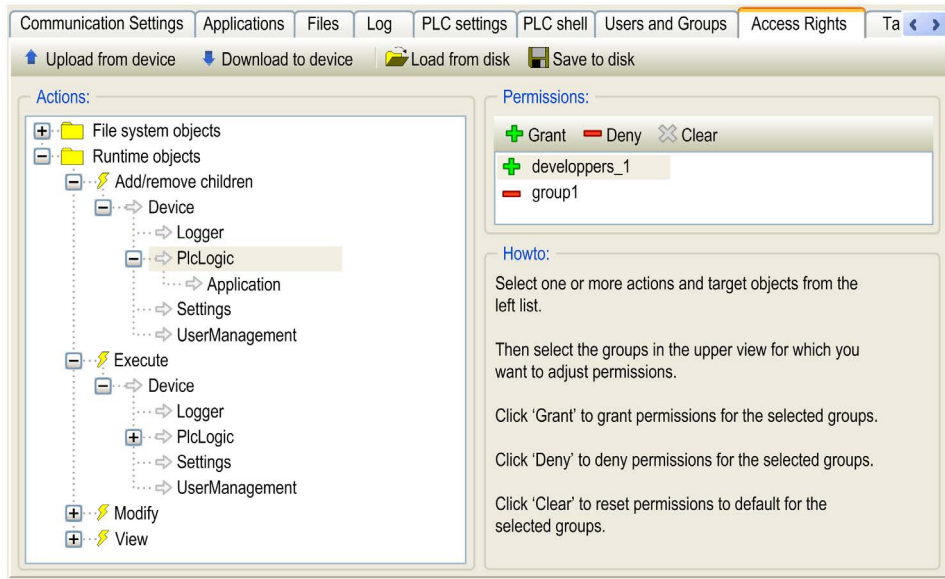 Communication Settings Applications Files Log PLC settings PLC shell Users and Groups Access Rights Ta
Upload from device Download to device Load from disk Save to disk
Actions:
File system objects
Runtime objects
Add/remove children
Device
Logger
PlcLogic
Application
Settings
UserManagement
Execute
Device
Logger
PlcLogic
Settings
UserManagement
Modify
View
Permissions:
Grant Deny Clear
developpers_1
group1
Howto:
Select one or more actions and target objects from the
left list.
Then select the groups in the upper view for which you
want to adjust permissions.
Click ‘Grant’ to grant permissions for the selected groups.
Click ‘Deny’ to deny permissions for the selected groups.
Click ‘Clear’ to reset permissions to default for the
selected groups.